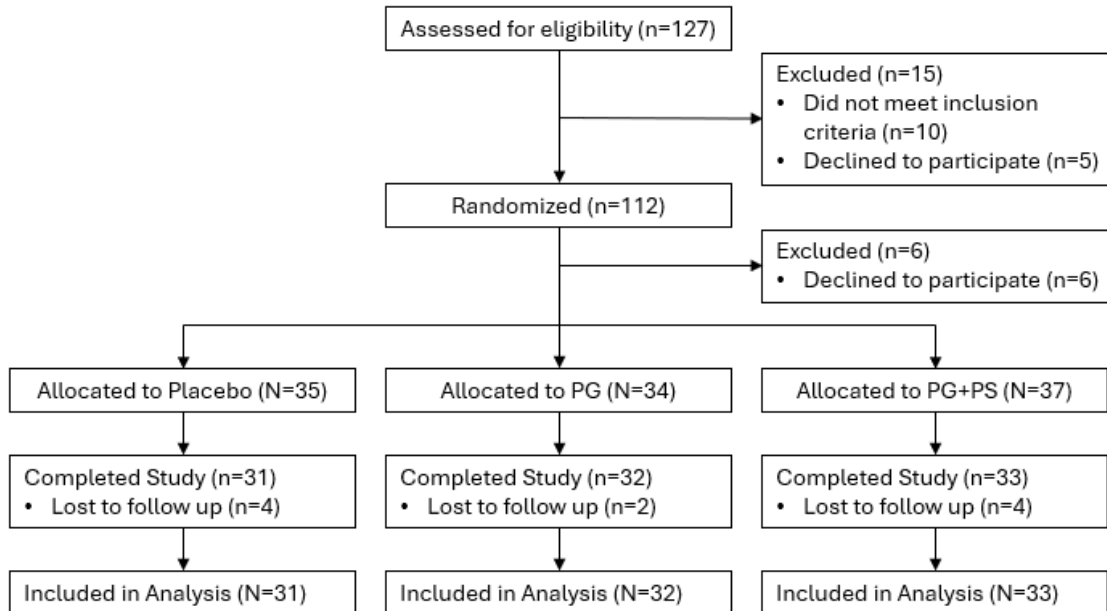 Assessed for eligibility (n=127)
Excluded (n=15)
• Did not meet inclusion
criteria (n=10)
• Declined to participate (n=5)
Randomized (n=112)
Excluded (n=6)
• Declined to participate (n=6)
Allocated to Placebo (N=35)
Allocated to PG (N=34)
Allocated to PG+PS (N=37)
Completed Study (n=31)
• Lost to follow up (n=4)
Completed Study (n=32)
• Lost to follow up (n=2)
Completed Study (n=33)
• Lost to follow up (n=4)
Included in Analysis (N=31)
Included in Analysis (N=32)
Included in Analysis (N=33)